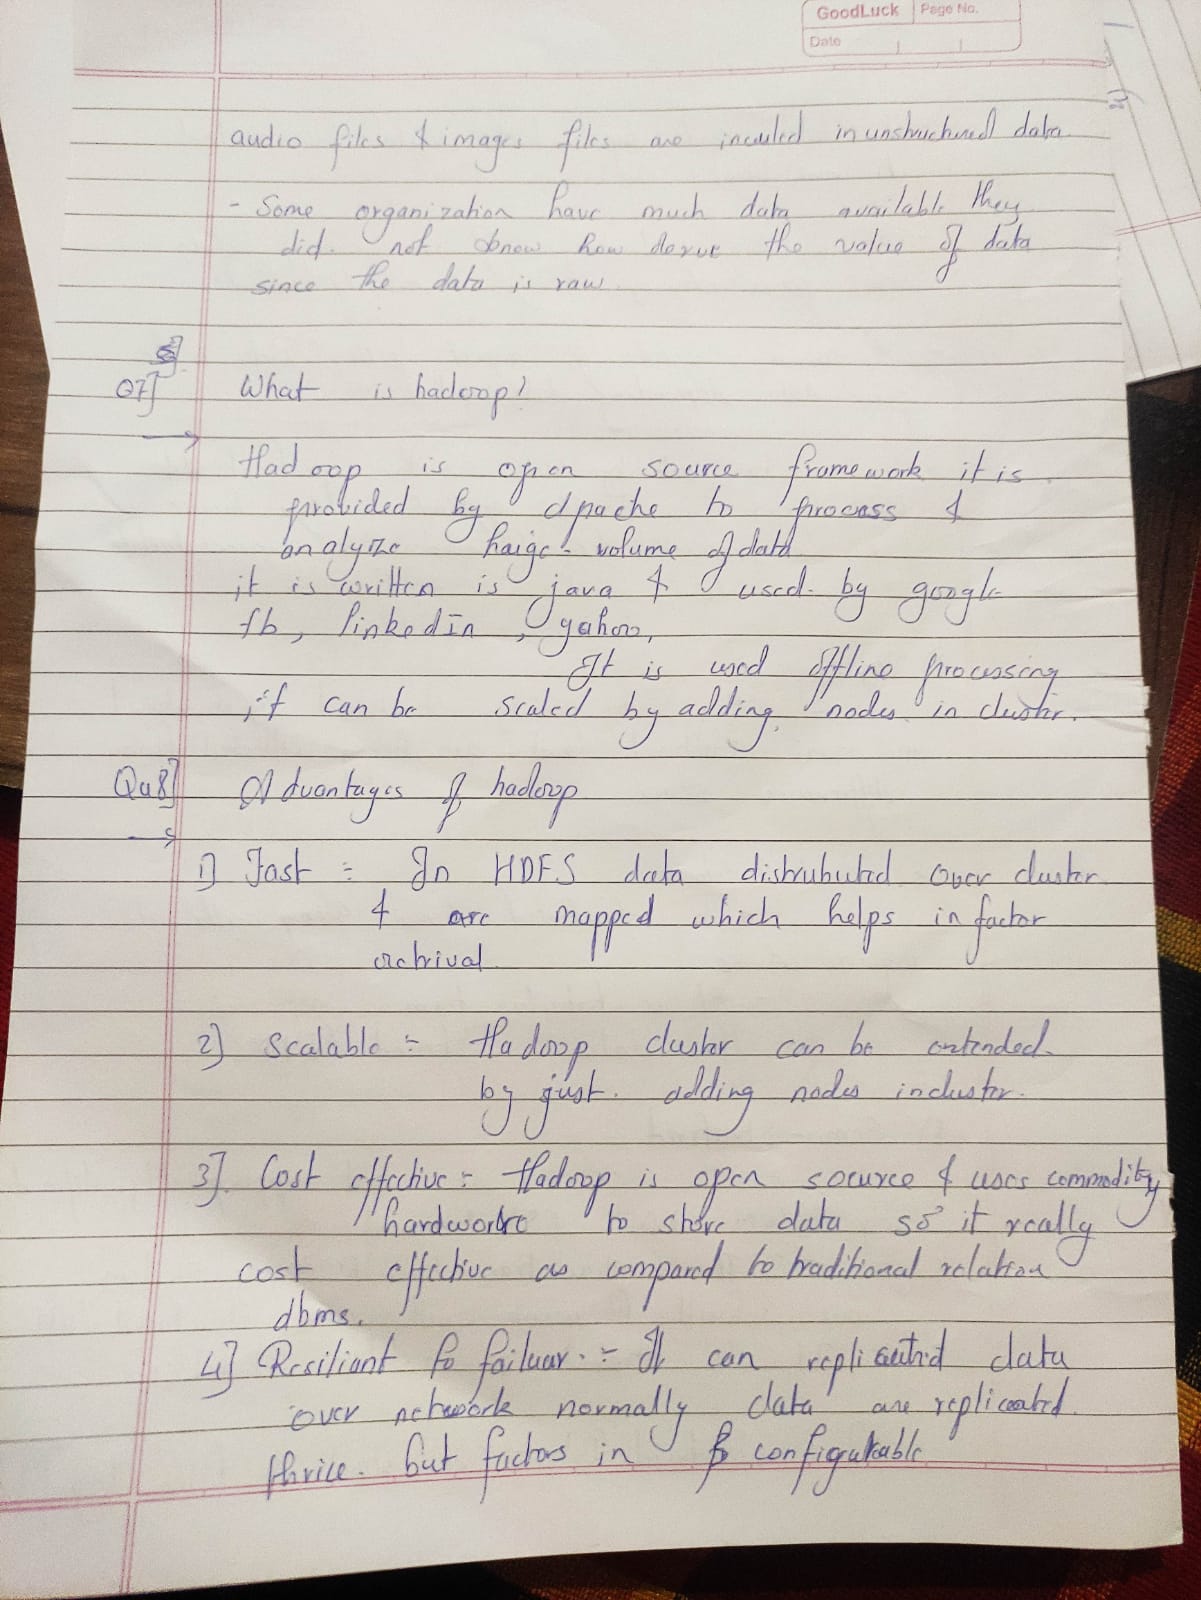 GoodLuck Page No.
Date
audio files & images files are inculed in unstructured data
- Some organization have much data available they
did not know how derve the value of data
since the data is raw.
Q7] What is hadoop?
Hadoop is open source framework it is
provided by Apache to process &
analyze haige volume of data
it is written is java & used by google
fb, linkedin, yahoo,
It is used offline processing
it can be scaled by adding nodes in cluster.
Qu8] Advantages of hadoop
1] Fast :- In HDFS data distrubuted over cluster
& are mapped which helps in factor
retrival
2] Scalable :- Hadoop cluster can be extended
by just adding nodes in cluster.
3] Cost effective :- Hadoop is open source & uses commodity
hardware to store data so it really
cost effective as compared to traditional relation
dbms.
4] Resiliant to failuar :- It can replicated data
over network normally data are replicated
thrice. but factors in configurable